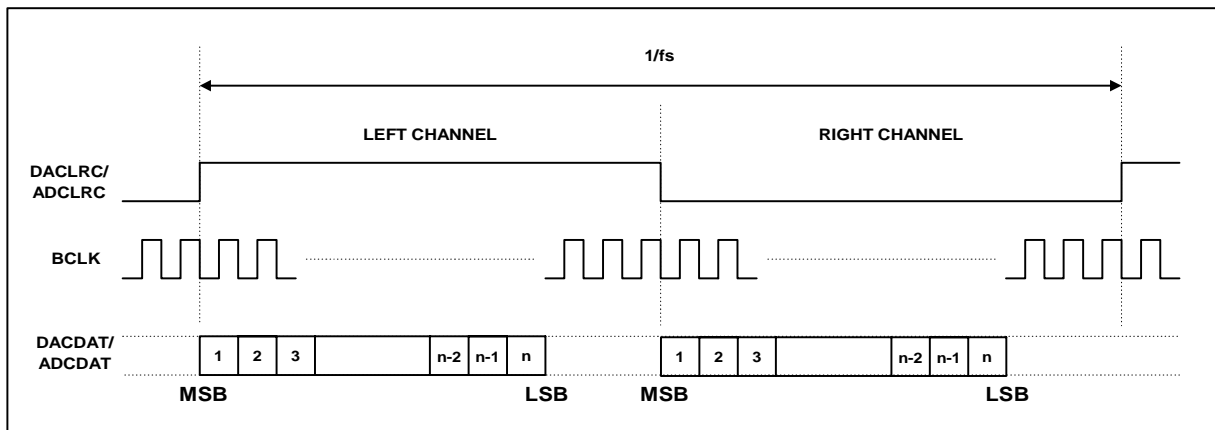 1/fs
LEFT CHANNEL
RIGHT CHANNEL
DACLRC/
ADCLRC
BCLK
DACDAT/
ADCDAT
1 2 3 n-2 n-1 n
1 2 3 n-2 n-1 n
MSB
LSB
MSB
LSB